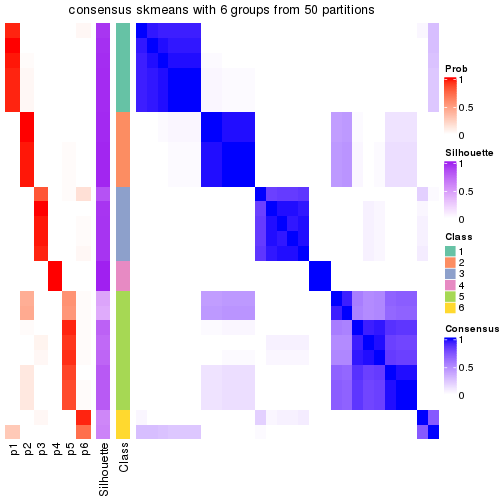 consensus skmeans with 6 groups from 50 partitions
Prob
1
0.5
0
Silhouette
1
0.5
0
Class
1
2
3
4
5
6
Consensus
1
0.5
0
p1
p2
p3
p4
p5
p6
Silhouette
Class